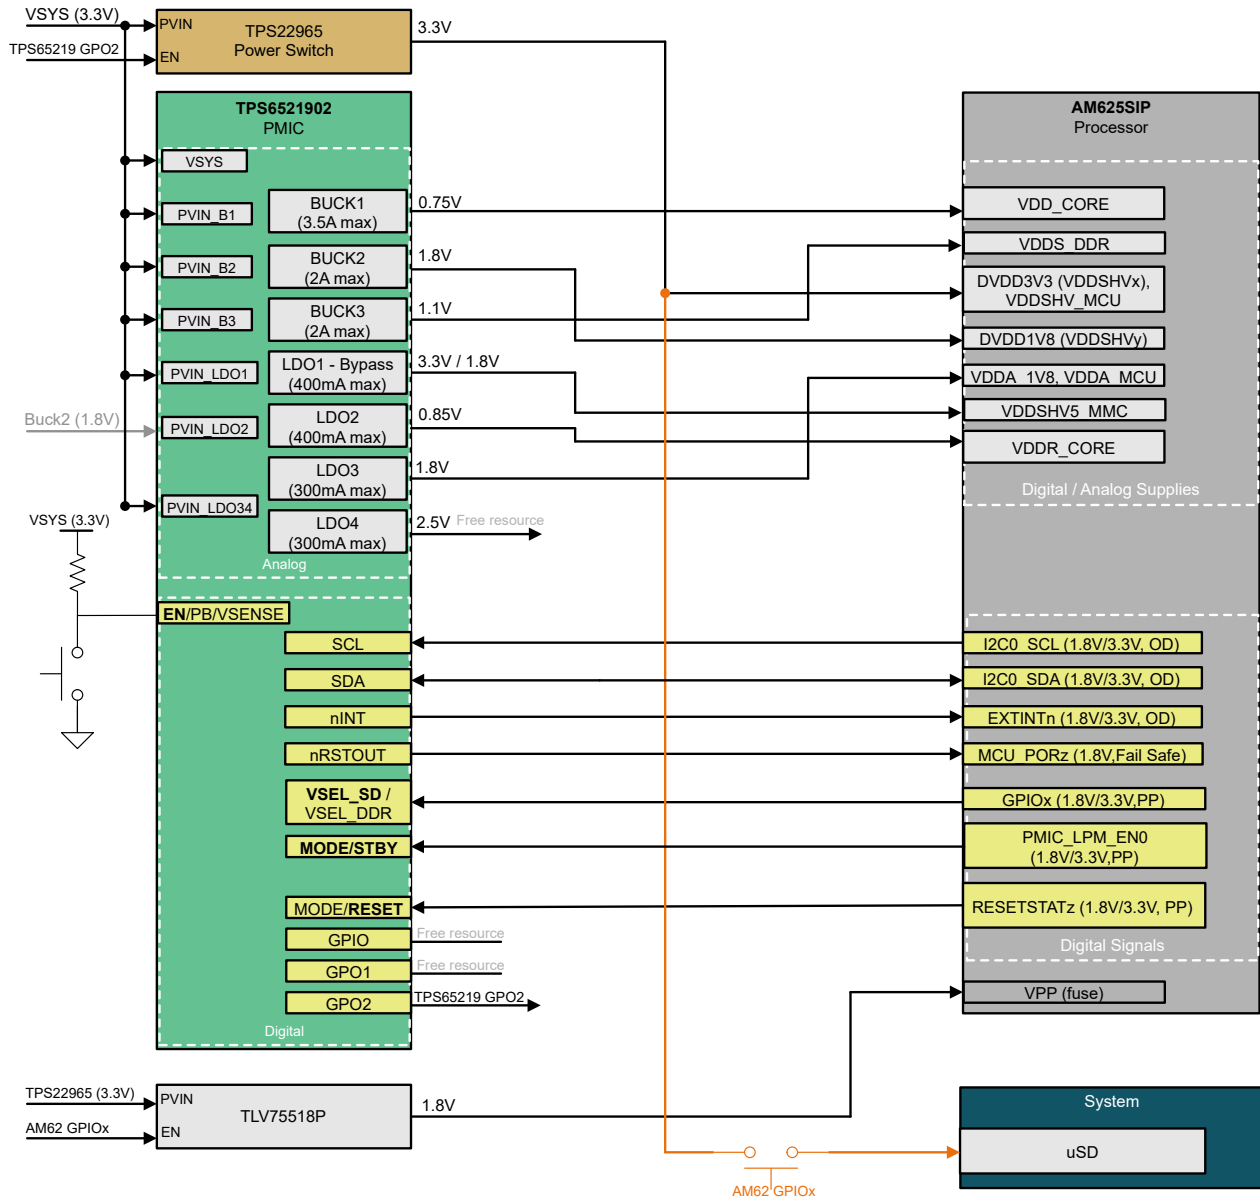 VSYS (3.3V)
TPS65219 GPO2
PVIN
EN
TPS22965
Power Switch
3.3V
TPS6521902
PMIC
VSYS
PVIN_B1
PVIN_B2
PVIN_B3
PVIN_LDO1
Buck2 (1.8V)
PVIN_LDO2
PVIN_LDO34
BUCK1
(3.5A max)
0.75V
BUCK2
(2A max)
1.8V
BUCK3
(2A max)
1.1V
LDO1 - Bypass
(400mA max)
3.3V / 1.8V
LDO2
(400mA max)
0.85V
LDO3
(300mA max)
1.8V
LDO4
(300mA max)
2.5V Free resource
Analog
VSYS (3.3V)
EN/PB/VSENSE
SCL
SDA
nINT
nRSTOUT
VSEL_SD /
VSEL_DDR
MODE/STBY
MODE/RESET
GPIO
Free resource
GPO1
Free resource
GPO2
TPS65219 GPO2
Digital
AM625SIP
Processor
VDD_CORE
VDDS_DDR
DVDD3V3 (VDDSHVx),
VDDSHV_MCU
DVDD1V8 (VDDSHVy)
VDDA_1V8, VDDA_MCU
VDDSHV5_MMC
VDDR_CORE
Digital / Analog Supplies
I2C0_SCL (1.8V/3.3V, OD)
I2C0_SDA (1.8V/3.3V, OD)
EXTINTn (1.8V/3.3V, OD)
MCU_PORz (1.8V,Fail Safe)
GPIOx (1.8V/3.3V,PP)
PMIC_LPM_EN0
(1.8V/3.3V,PP)
RESETSTATz (1.8V/3.3V, PP)
Digital Signals
VPP (fuse)
TPS22965 (3.3V)
AM62 GPIOx
PVIN
EN
TLV75518P
1.8V
AM62 GPIOx
System
uSD